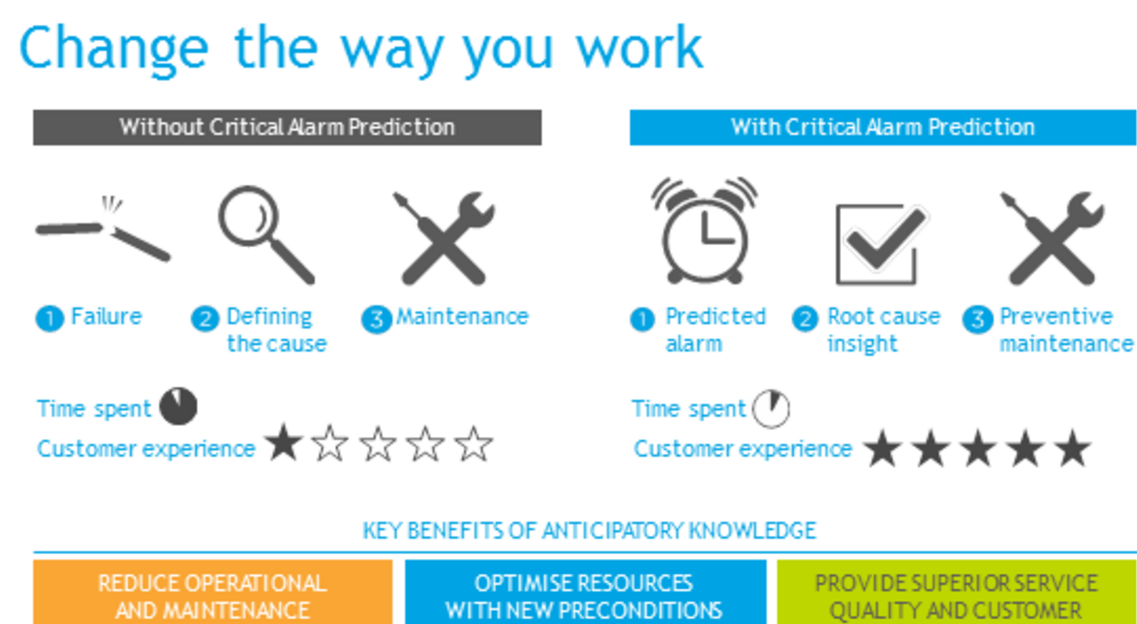 Change the way you work
Without Critical Alarm Prediction
With Critical Alarm Prediction
1 Failure
2 Defining
the cause
3 Maintenance
1 Predicted
alarm
2 Root cause
insight
3 Preventive
maintenance
Time spent
Customer experience
Time spent
Customer experience
KEY BENEFITS OF ANTICIPATORY KNOWLEDGE
REDUCE OPERATIONAL
AND MAINTENANCE
OPTIMISE RESOURCES
WITH NEW PRECONDITIONS
PROVIDE SUPERIOR SERVICE
QUALITY AND CUSTOMER